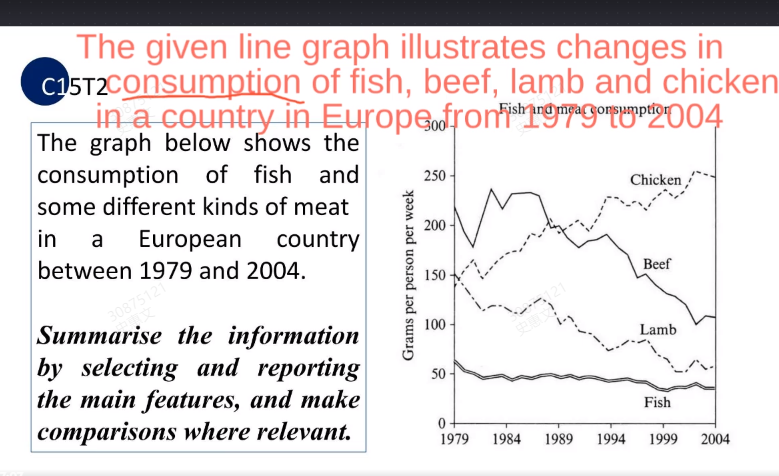 The given line graph illustrates changes in
C15T2
consumption of fish, beef, lamb and chicken
in a country in Europe from 1979 to 2004
The graph below shows the
consumption of fish and
some different kinds of meat
in a European country
between 1979 and 2004.
Summarise the information
by selecting and reporting
the main features, and make
comparisons where relevant.
Fish and meat consumption
Grams per person per week
300
250
200
150
100
50
0
Chicken
Beef
Lamb
Fish
1979 1984 1989 1994 1999 2004
30875121
30875121